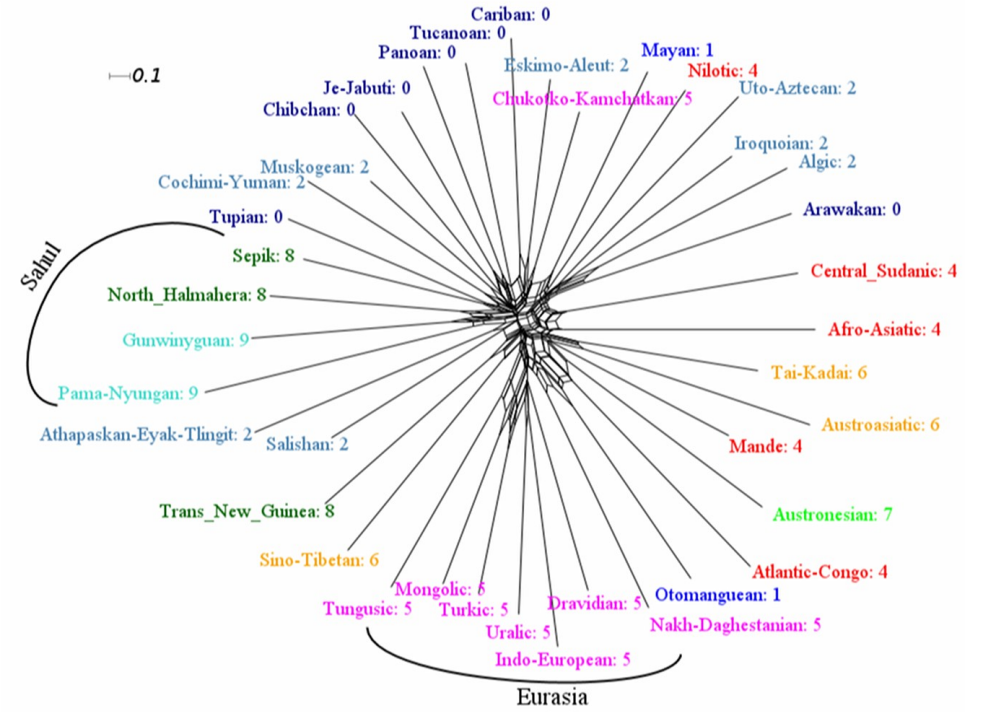 Cariban: 0
Tucanoan: 0
Panoan: 0
Mayan: 1
Eskimo-Aleut: 2
Nilotic: 4
0.1
Je-Jabuti: 0
Uto-Aztecan: 2
Chukotko-Kamchatkan: 5
Chibchan: 0
Iroquoian: 2
Muskogean: 2
Algic: 2
Cochimi-Yuman: 2
Arawakan: 0
Tupian: 0
Sahul
Sepik: 8
Central_Sudanic: 4
North_Halmahera: 8
Afro-Asiatic: 4
Gunwinyguan: 9
Tai-Kadai: 6
Pama-Nyungan: 9
Austroasiatic: 6
Athapaskan-Eyak-Tlingit: 2
Salishan: 2
Mande: 4
Trans_New_Guinea: 8
Austronesian: 7
Sino-Tibetan: 6
Atlantic-Congo: 4
Mongolic: 5
Otomanguean: 1
Tungusic: 5
Turkic: 5
Dravidian: 5
Uralic: 5
Nakh-Daghestanian: 5
Indo-European: 5
Eurasia